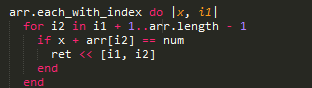 arr.each_with_index do |x, i1|
  for i2 in i1 + 1..arr.length - 1
    if x + arr[i2] == num
      ret << [i1, i2]
    end
  end